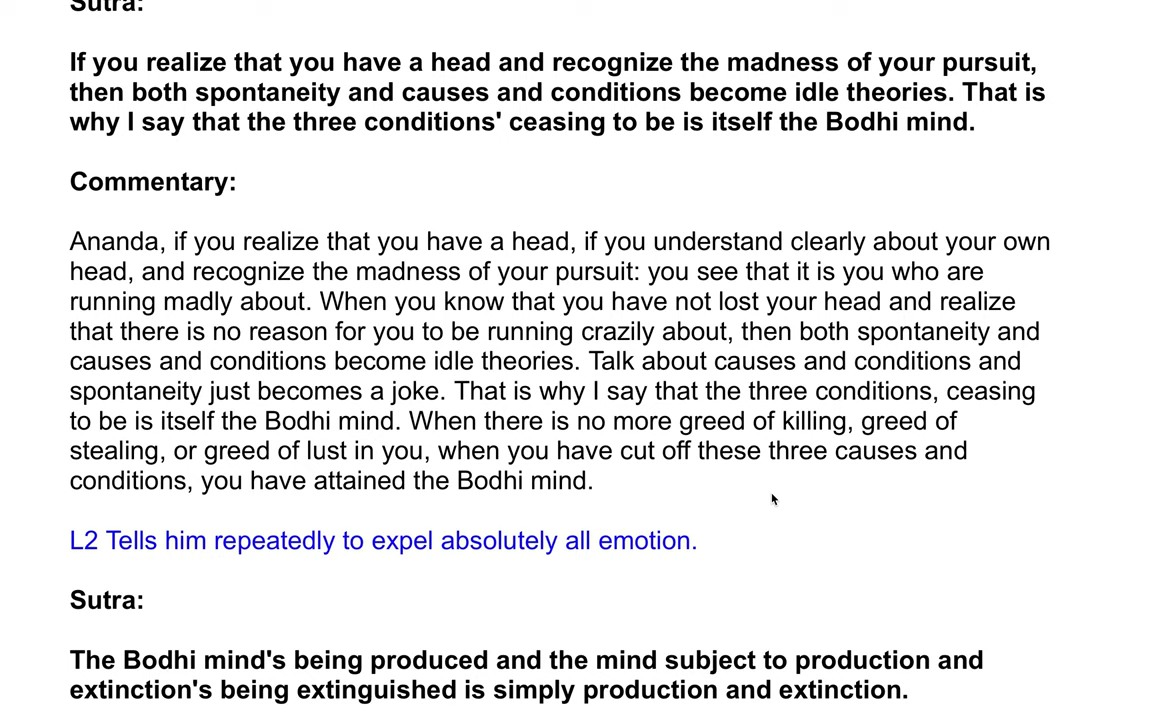 Sutra:
If you realize that you have a head and recognize the madness of your pursuit,
then both spontaneity and causes and conditions become idle theories. That is
why I say that the three conditions' ceasing to be is itself the Bodhi mind.
Commentary:
Ananda, if you realize that you have a head, if you understand clearly about your own
head, and recognize the madness of your pursuit: you see that it is you who are
running madly about. When you know that you have not lost your head and realize
that there is no reason for you to be running crazily about, then both spontaneity and
causes and conditions become idle theories. Talk about causes and conditions and
spontaneity just becomes a joke. That is why I say that the three conditions, ceasing
to be is itself the Bodhi mind. When there is no more greed of killing, greed of
stealing, or greed of lust in you, when you have cut off these three causes and
conditions, you have attained the Bodhi mind.
L2 Tells him repeatedly to expel absolutely all emotion.
Sutra:
The Bodhi mind's being produced and the mind subject to production and
extinction's being extinguished is simply production and extinction.